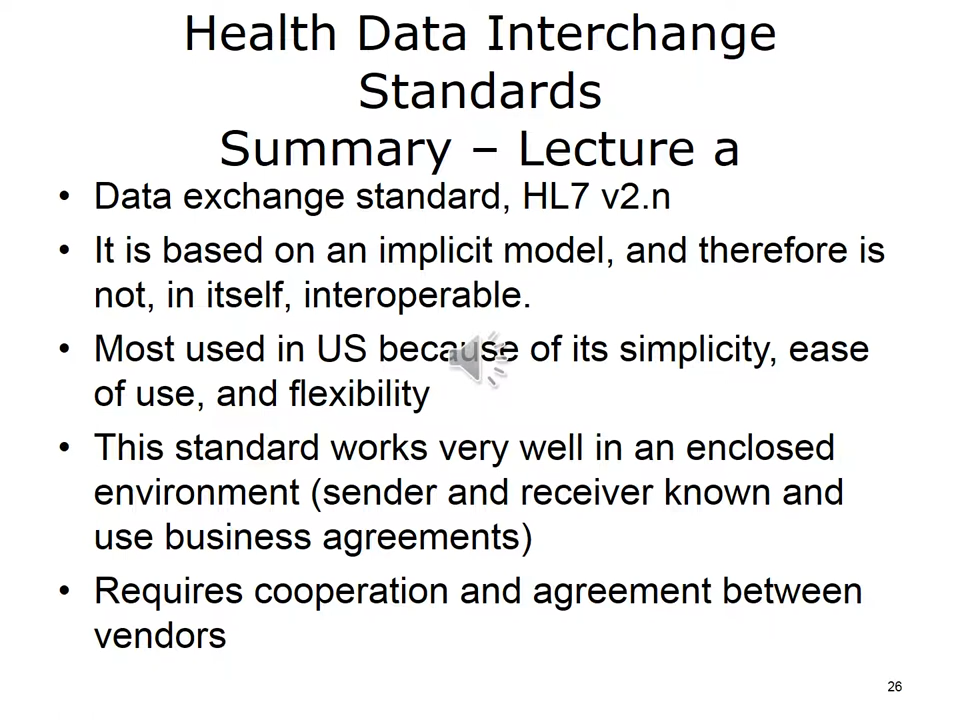 Health Data Interchange
Standards
Summary – Lecture a
• Data exchange standard, HL7 v2.n
• It is based on an implicit model, and therefore is
not, in itself, interoperable.
• Most used in US because of its simplicity, ease
of use, and flexibility
• This standard works very well in an enclosed
environment (sender and receiver known and
use business agreements)
• Requires cooperation and agreement between
vendors
26